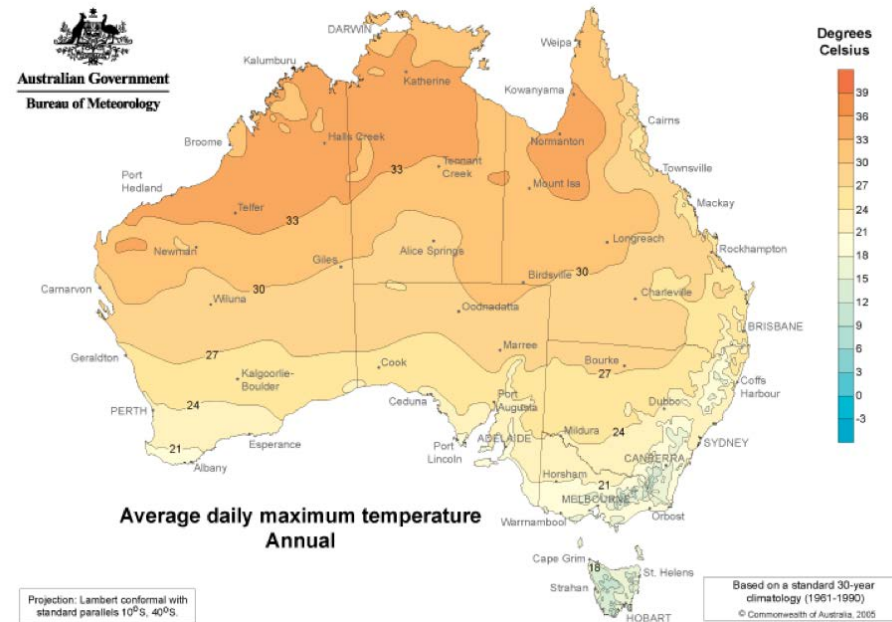 Australian Government
Bureau of Meteorology
DARWIN
Weipa
Kalumburu
Katherine
Kowanyama
Cairns
Broome
Halls Creek
Normanton
Port
Hedland
33
Tennant
Creek
Mount Isa
Townsville
Telfer
33
Mackay
Newman
Giles
Alice Springs
Longreach
Rockhampton
Carnarvon
30
Birdsville
30
Wiluna
Oodnadatta
Charleville
BRISBANE
Geraldton
27
Cook
Marree
Bourke
27
Kalgoorlie-
Boulder
Coffs
Harbour
PERTH
24
Ceduna
Port
Augusta
Dubbo
21
Esperance
Albany
Port
Lincoln
ADELAIDE
Mildura
24
SYDNEY
CANBERRA
Horsham
21
MELBOURNE
Warrnambool
Orbost
Average daily maximum temperature
Annual
Cape Grim
18
St. Helens
Strahan
HOBART
Degrees
Celsius
39
36
33
30
27
24
21
18
15
12
9
6
3
0
-3
Projection: Lambert conformal with
standard parallels 10°S, 40°S.
Based on a standard 30-year
climatology (1961-1990)
© Commonwealth of Australia, 2005